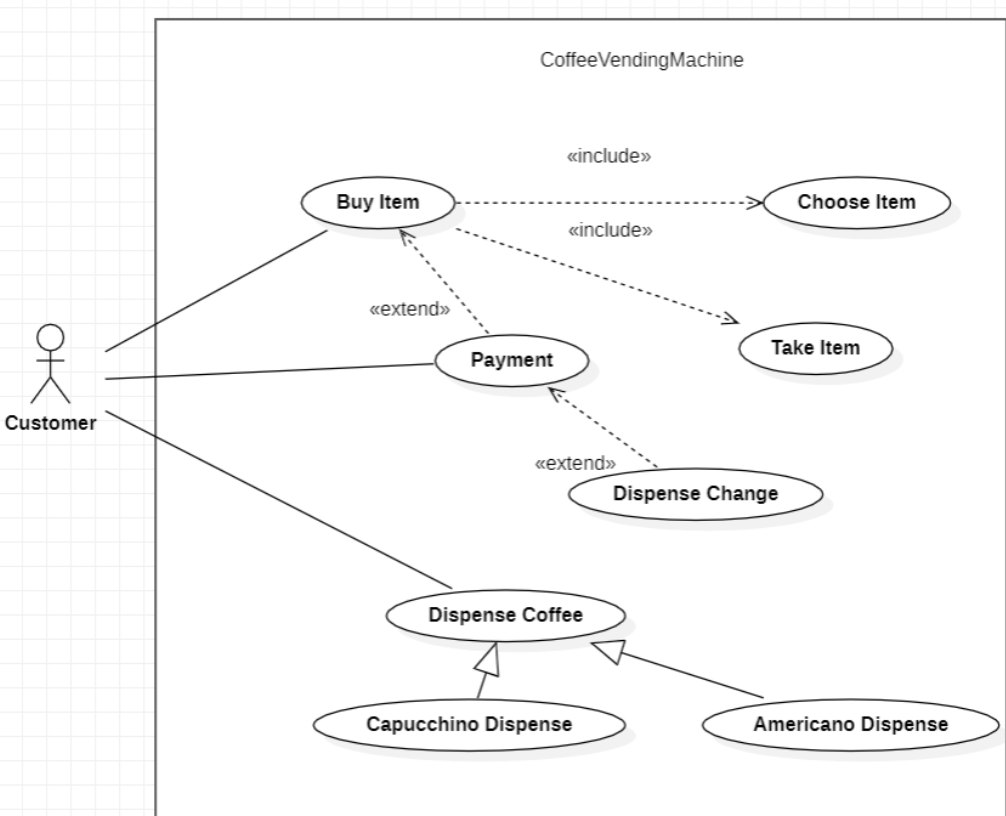 CoffeeVendingMachine
«include»
Buy Item
Choose Item
«include»
«extend»
Payment
Take Item
Customer
«extend»
Dispense Change
Dispense Coffee
Capucchino Dispense
Americano Dispense